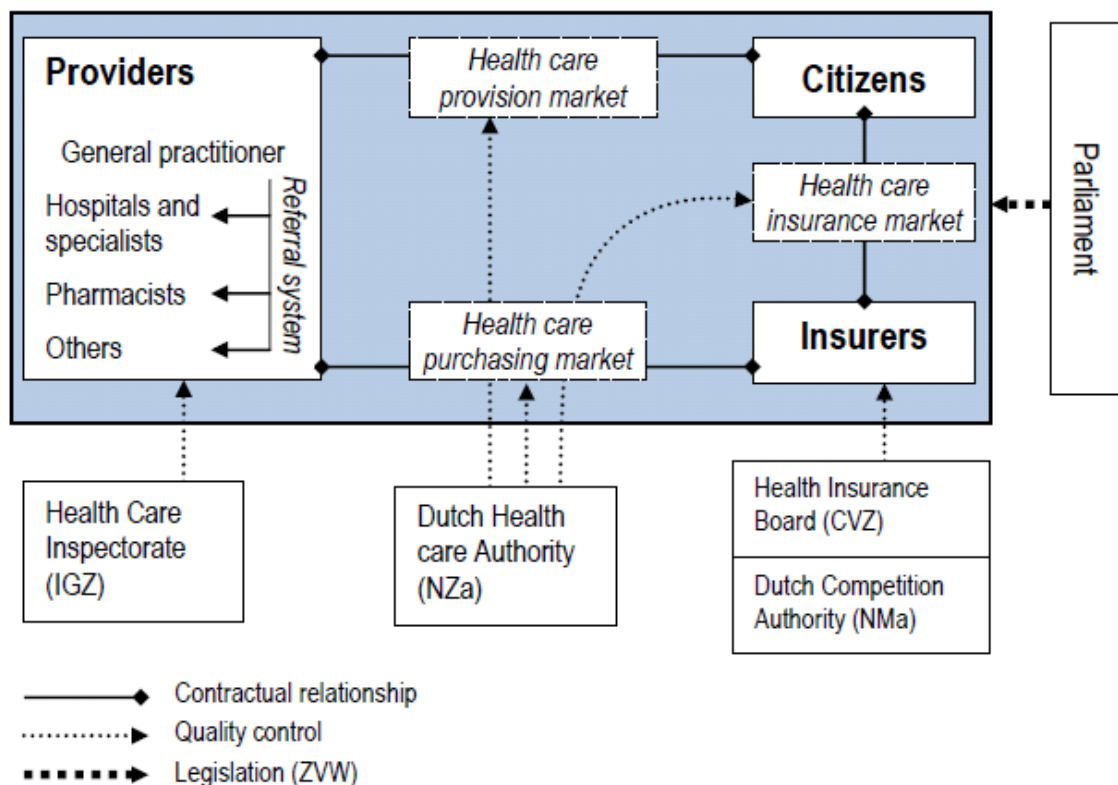 Providers
General practitioner
Hospitals and
specialists
Pharmacists
Others
Referral system
Health care
provision market
Citizens
Health care
insurance market
Health care
purchasing market
Insurers
Parliament
Health Care
Inspectorate
(IGZ)
Dutch Health
care Authority
(NZa)
Health Insurance
Board (CVZ)
Dutch Competition
Authority (NMa)
Contractual relationship
Quality control
Legislation (ZVW)